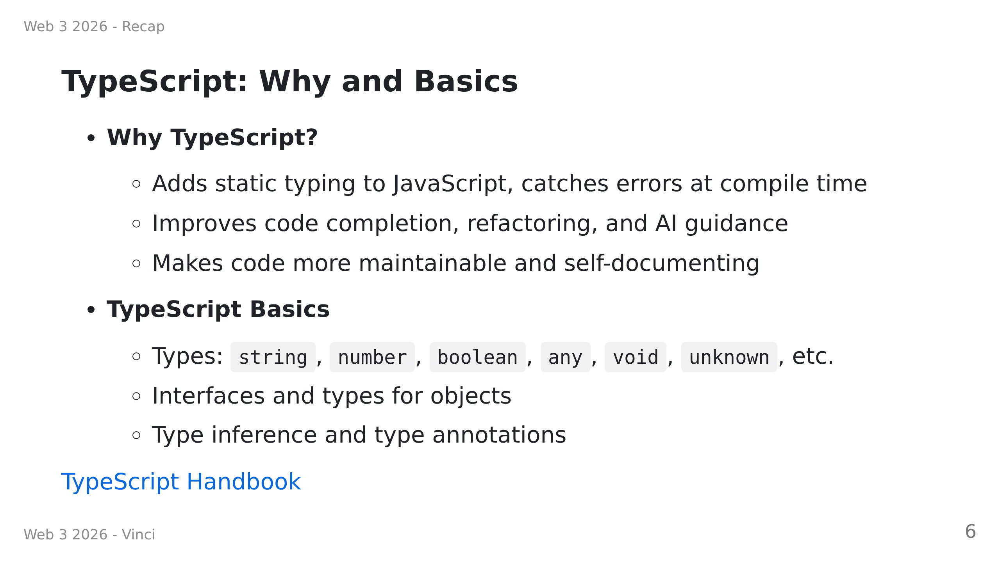 Web 3 2026 - Recap
TypeScript: Why and Basics
• Why TypeScript?
○ Adds static typing to JavaScript, catches errors at compile time
○ Improves code completion, refactoring, and AI guidance
○ Makes code more maintainable and self-documenting
• TypeScript Basics
○ Types: string, number, boolean, any, void, unknown, etc.
○ Interfaces and types for objects
○ Type inference and type annotations
TypeScript Handbook
Web 3 2026 - Vinci
6